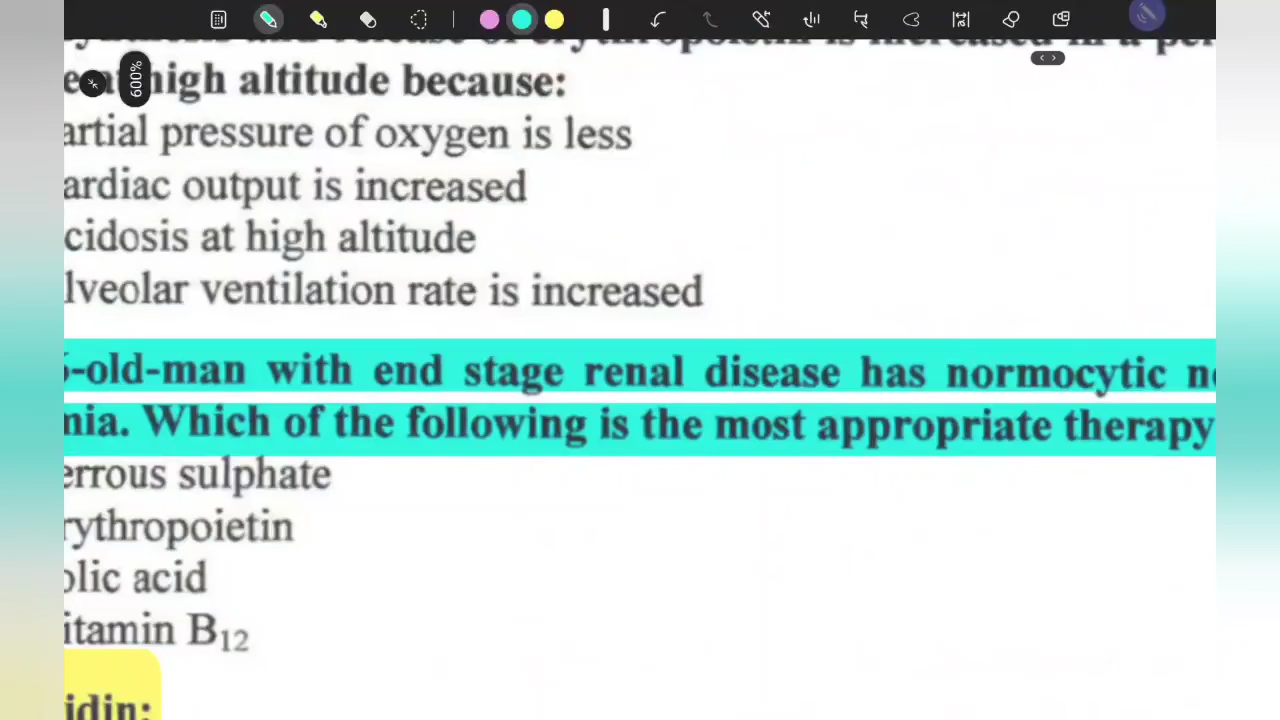 600%
high altitude because:
artial pressure of oxygen is less
ardiac output is increased
cidosis at high altitude
lveolar ventilation rate is increased
-old-man with end stage renal disease has normocytic n
mia. Which of the following is the most appropriate therapy
errous sulphate
rythropoietin
olic acid
itamin B12
idin: